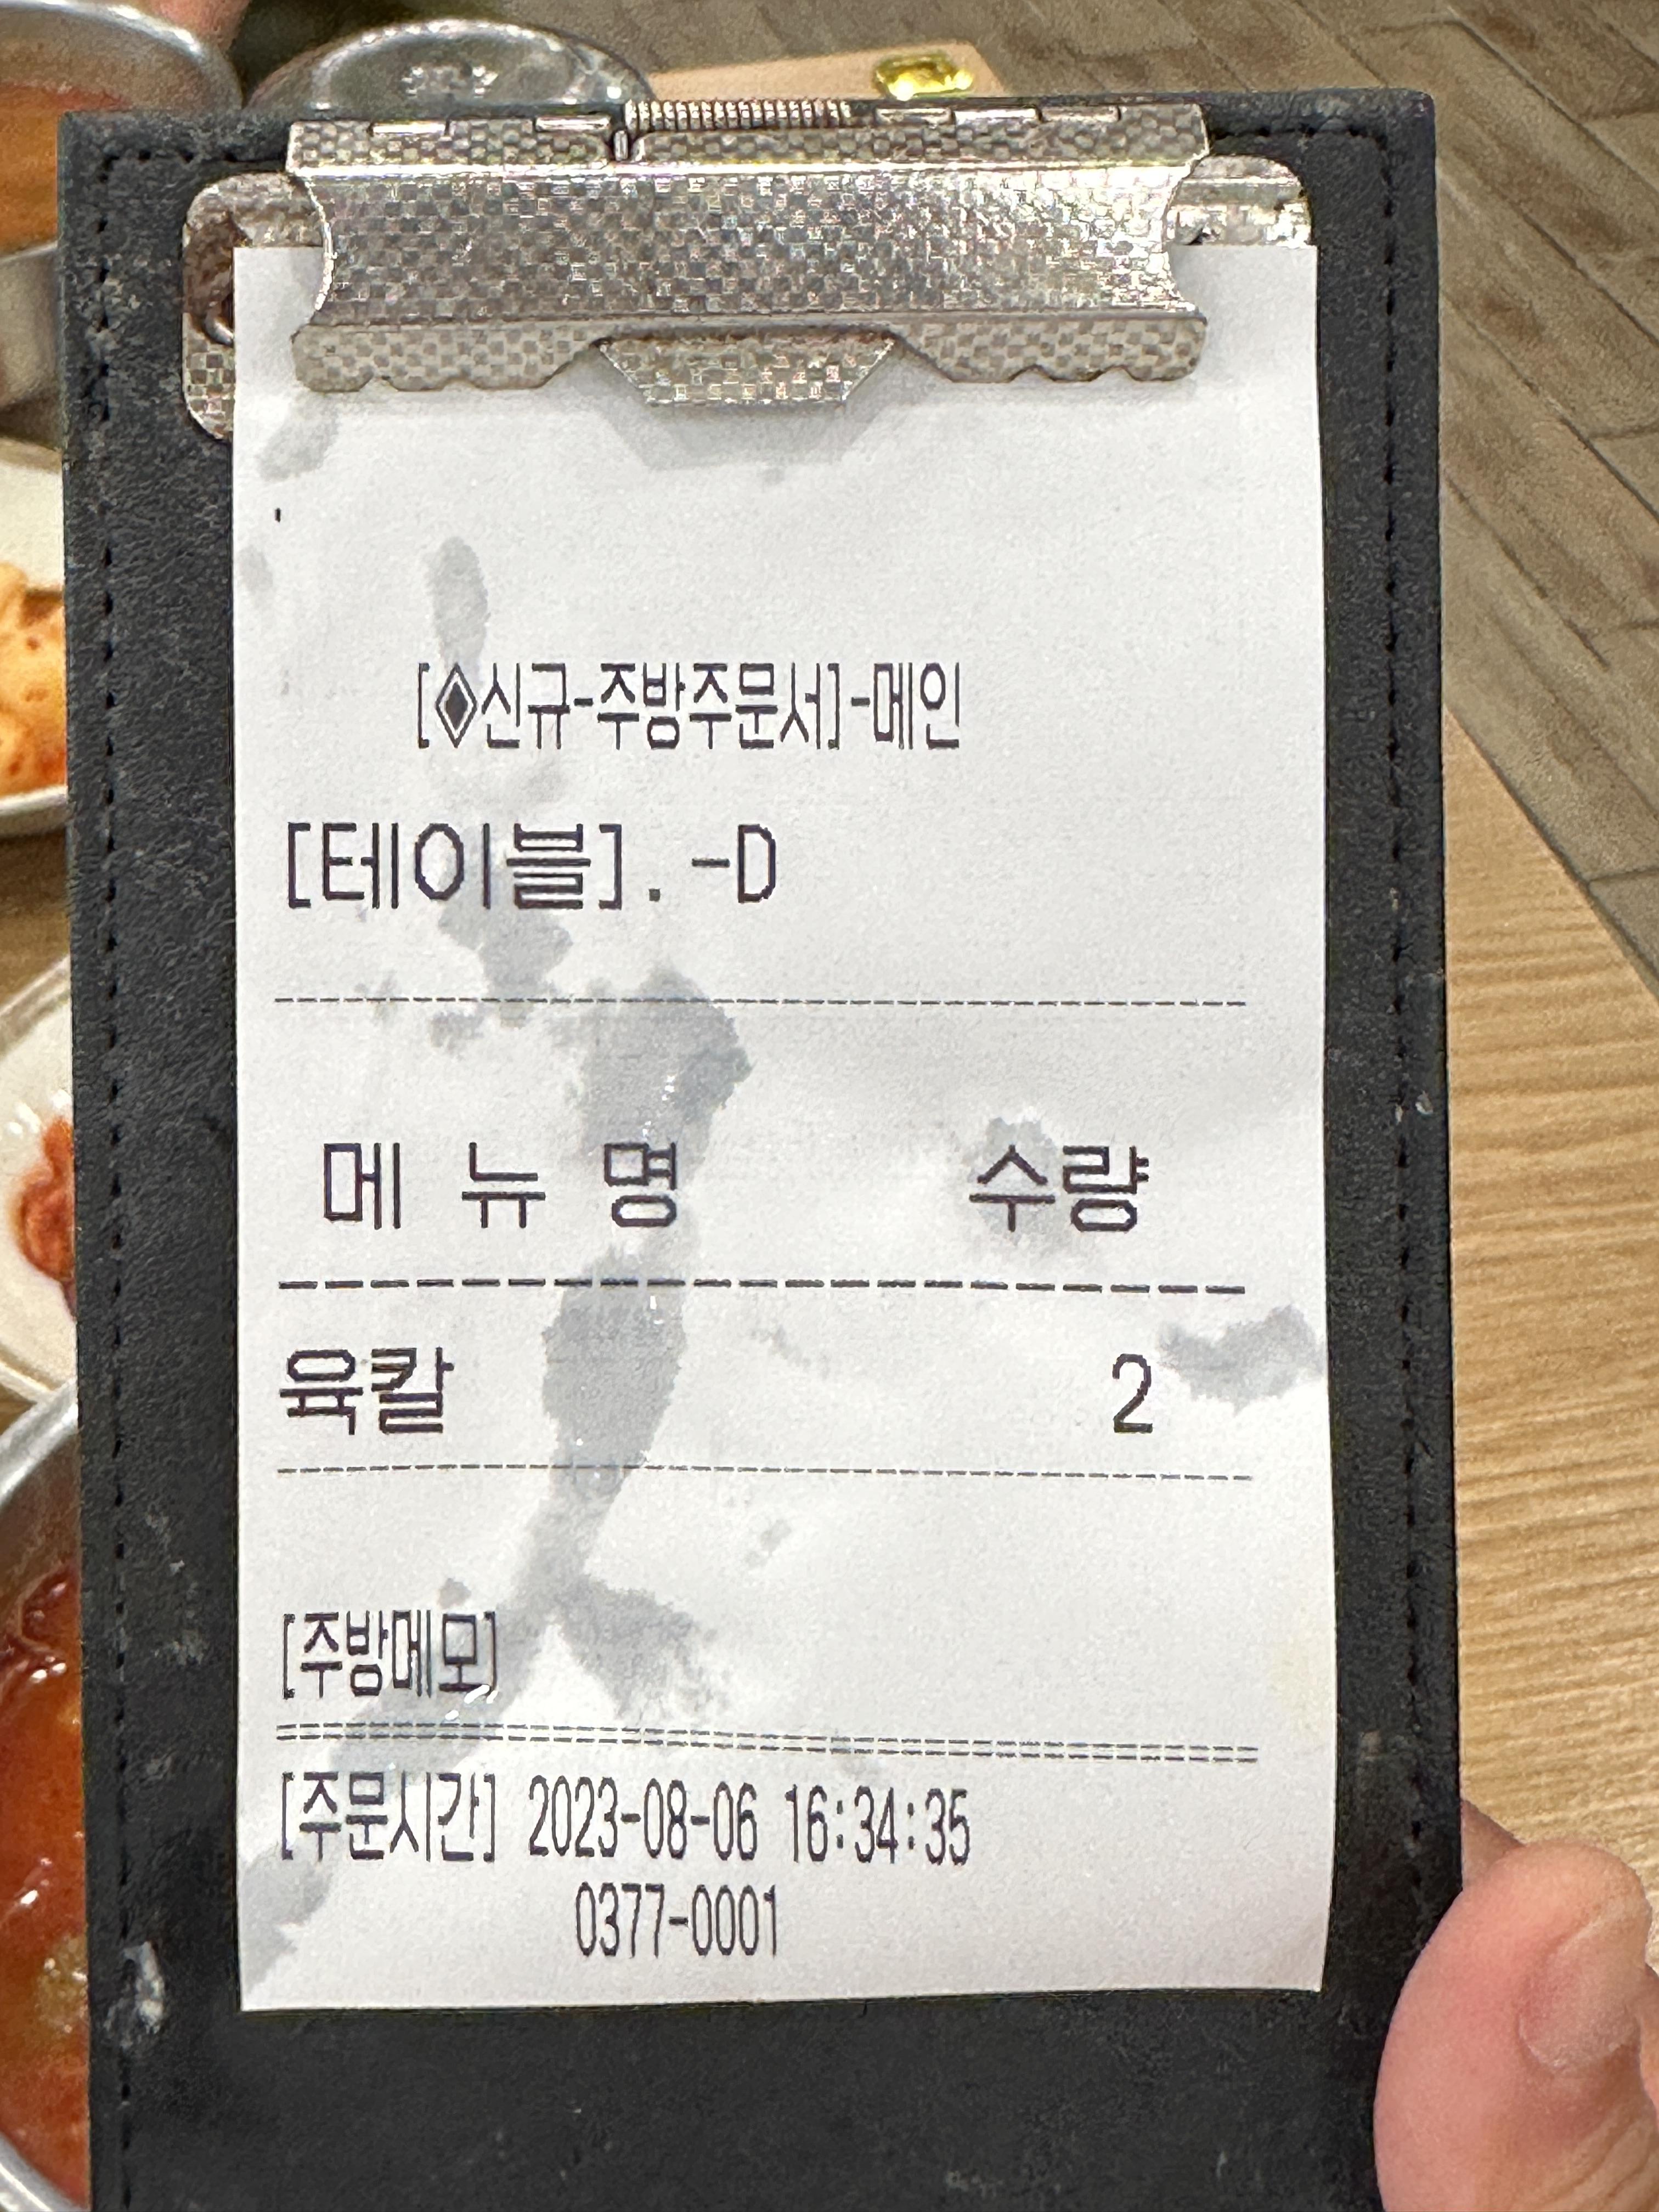 [◈신규-주방주문서]-메인
[테이블].-D
메 뉴 명 수량
육칼 2
[주방메모]
[주문시간] 2023-08-06 16:34:35
0377-0001